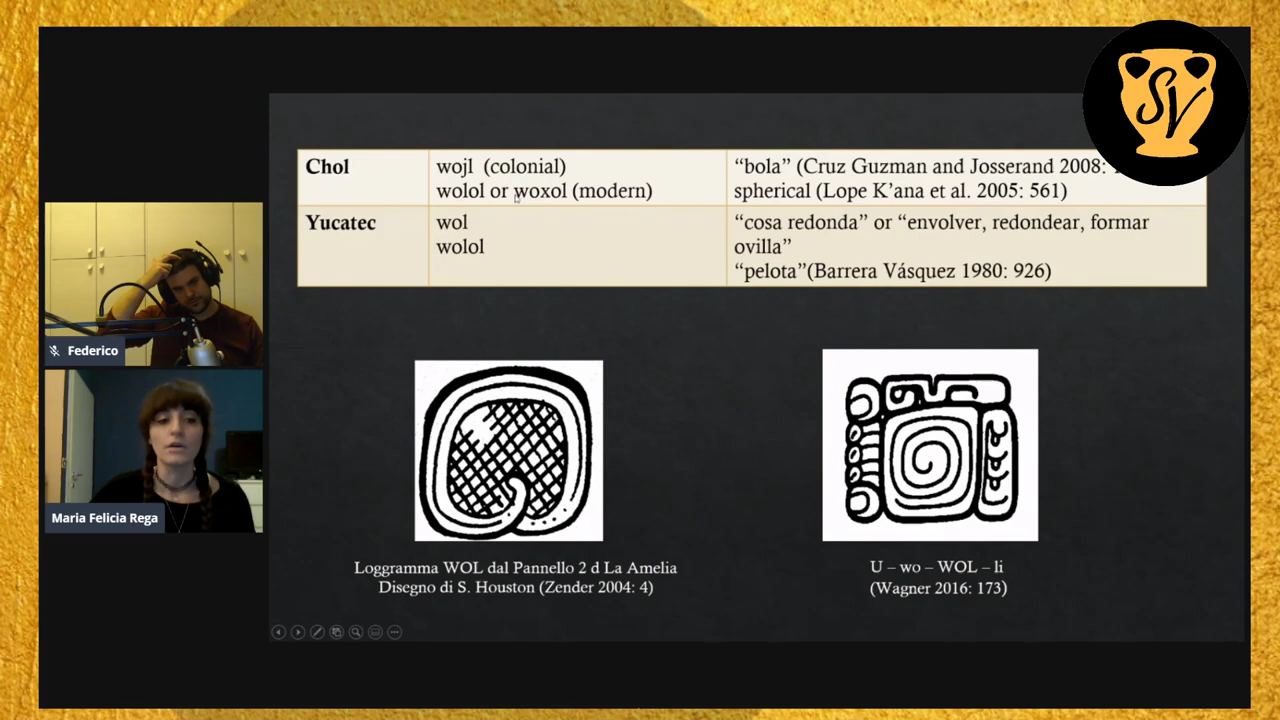 SV
Chol
wojl (colonial)
wolol or woxol (modern)
“bola” (Cruz Guzman and Josserand 2008:
spherical (Lope K’ana et al. 2005: 561)
Yucatec
wol
wolol
“cosa redonda” or “envolver, redondear, formar
ovilla”
“pelota”(Barrera Vásquez 1980: 926)
Federico
Maria Felicia Rega
Loggramma WOL dal Pannello 2 d La Amelia
Disegno di S. Houston (Zender 2004: 4)
U – wo – WOL – li
(Wagner 2016: 173)